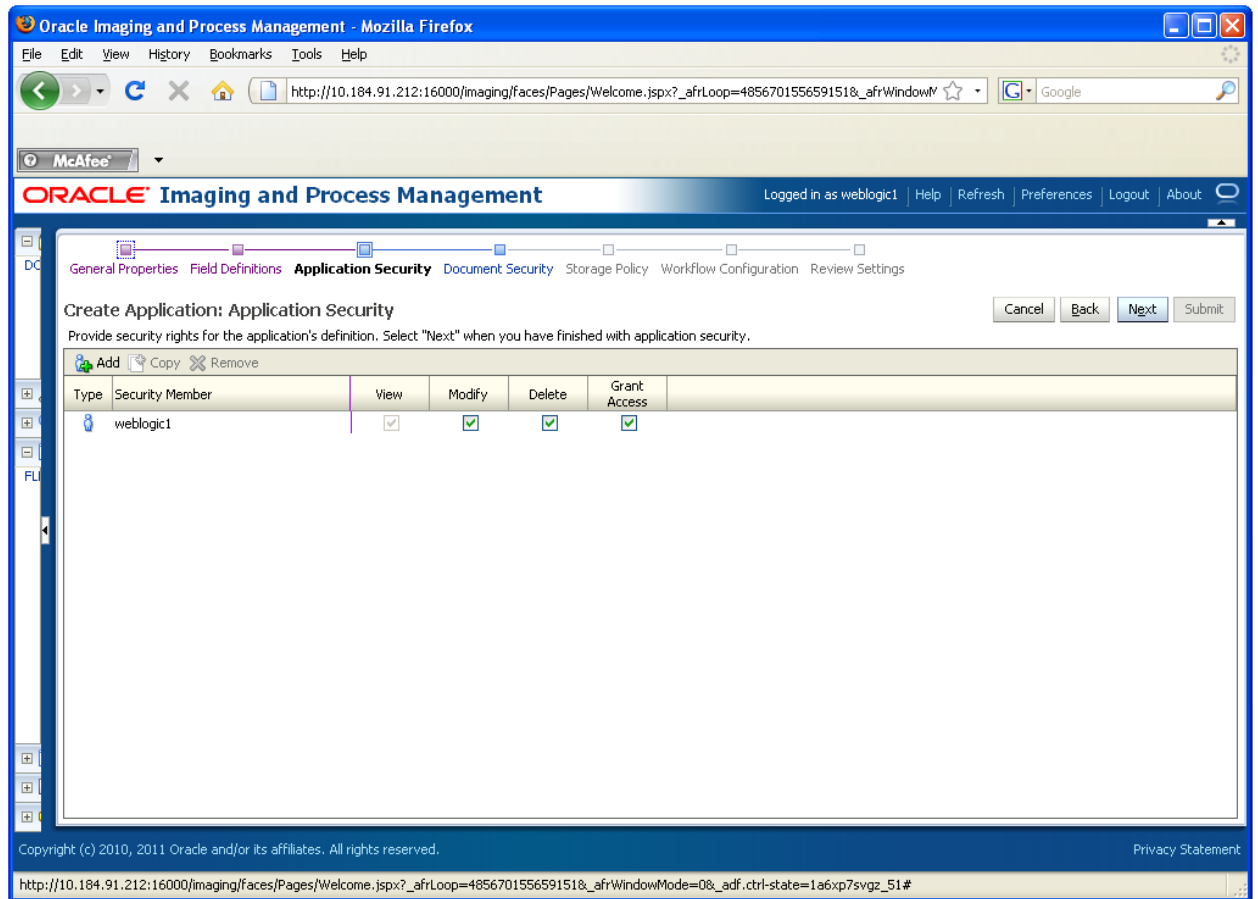 Oracle Imaging and Process Management - Mozilla Firefox
File Edit View History Bookmarks Tools Help
http://10.184.91.212:16000/imaging/faces/Pages/Welcome.jspx?_afrLoop=4856701556559151&_afrWindowM
G Google
McAfee
ORACLE Imaging and Process Management
Logged in as weblogic1 Help Refresh Preferences Logout About
General Properties Field Definitions Application Security Document Security Storage Policy Workflow Configuration Review Settings
Create Application: Application Security
Cancel Back Next Submit
Provide security rights for the application's definition. Select "Next" when you have finished with application security.
Add Copy Remove
Type Security Member View Modify Delete Grant Access
weblogic1
DO
FLI
Copyright (c) 2010, 2011 Oracle and/or its affiliates. All rights reserved.
Privacy Statement
http://10.184.91.212:16000/imaging/faces/Pages/Welcome.jspx?_afrLoop=4856701556559151&_afrWindowMode=0&_adf.ctrl-state=1a6xp7svgz_51#